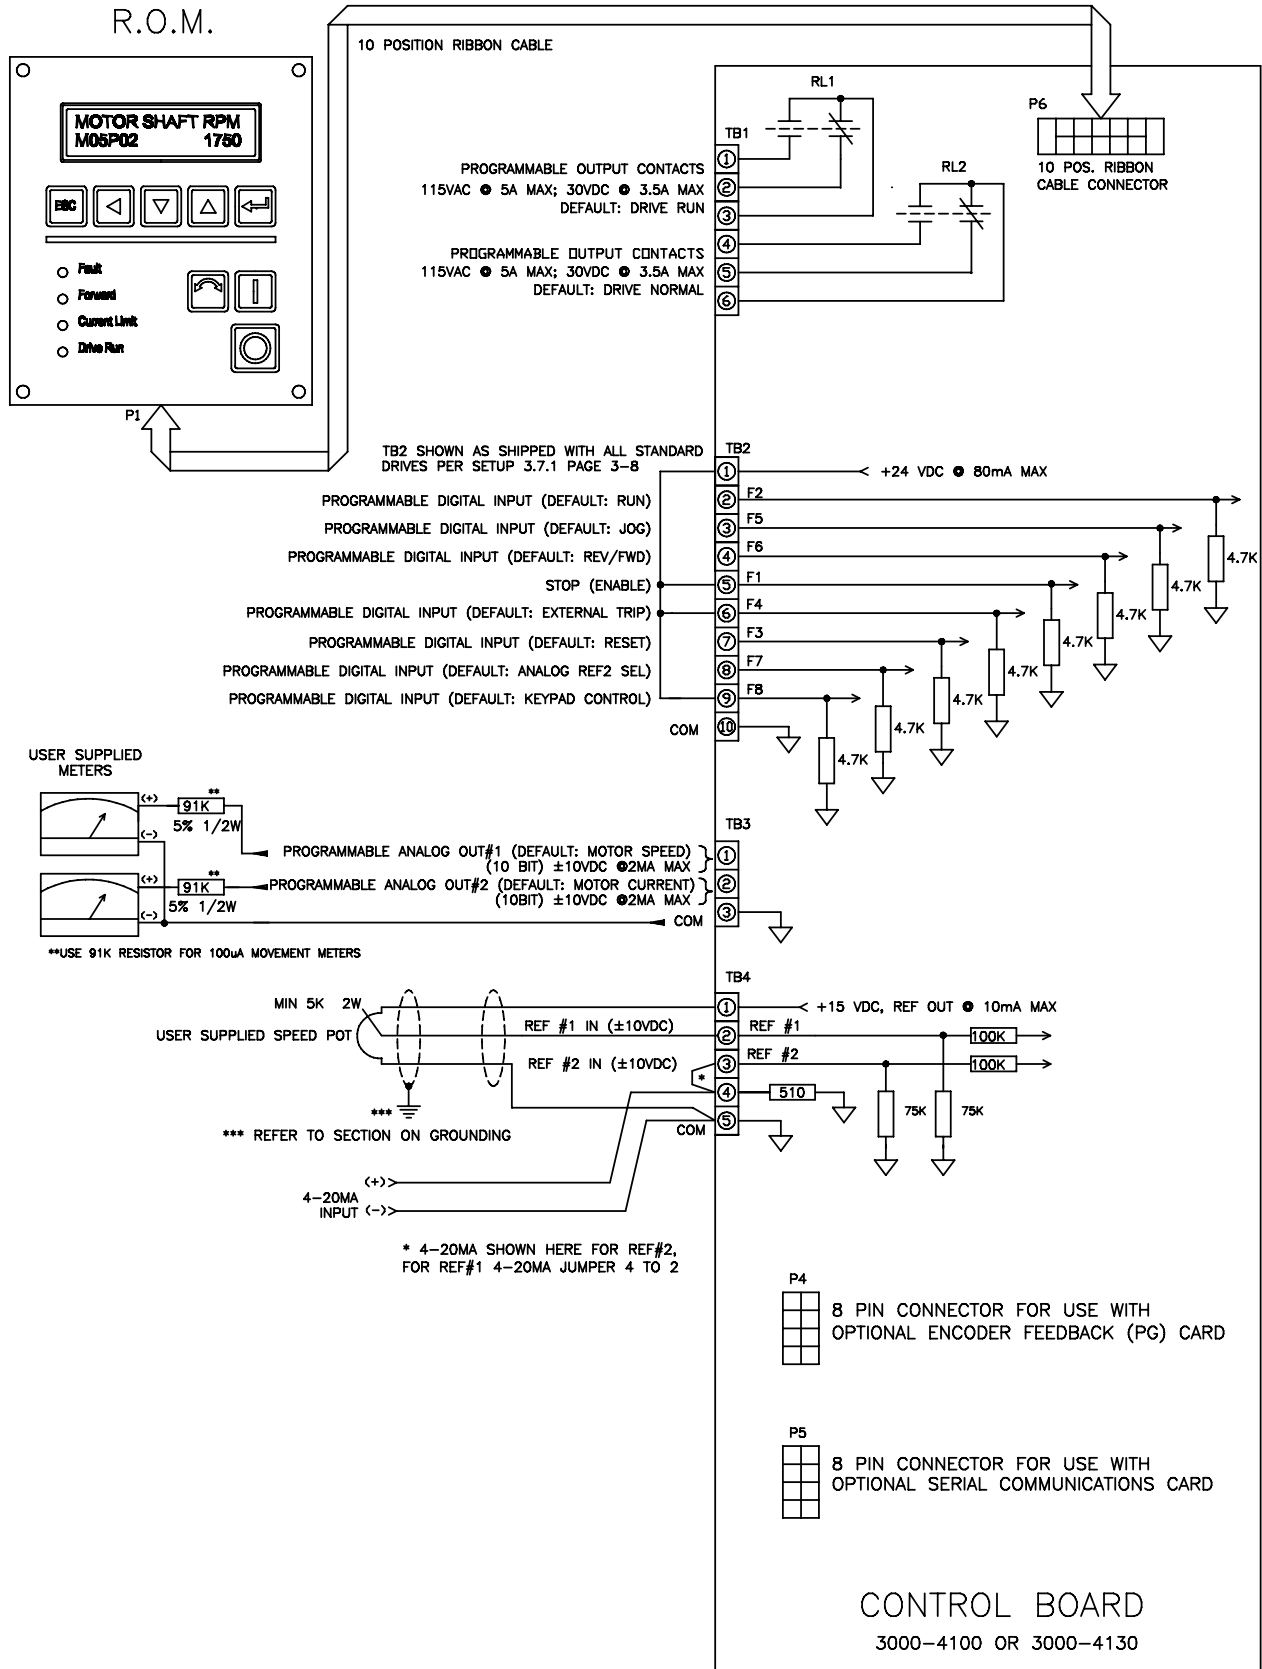 R.O.M.
10 POSITION RIBBON CABLE
MOTOR SHAFT RPM
M05P02 1750
ESC
Fault
Forward
Current Limit
Drive Run
P1
P6
10 POS. RIBBON
CABLE CONNECTOR
RL1
RL2
TB1
PROGRAMMABLE OUTPUT CONTACTS
115VAC @ 5A MAX; 30VDC @ 3.5A MAX
DEFAULT: DRIVE RUN
PROGRAMMABLE OUTPUT CONTACTS
115VAC @ 5A MAX; 30VDC @ 3.5A MAX
DEFAULT: DRIVE NORMAL
1
2
3
4
5
6
TB2 SHOWN AS SHIPPED WITH ALL STANDARD
DRIVES PER SETUP 3.7.1 PAGE 3-8
TB2
1 +24 VDC @ 80mA MAX
PROGRAMMABLE DIGITAL INPUT (DEFAULT: RUN) 2 F2
PROGRAMMABLE DIGITAL INPUT (DEFAULT: JOG) 3 F5
PROGRAMMABLE DIGITAL INPUT (DEFAULT: REV/FWD) 4 F6 4.7K
STOP (ENABLE) 5 F1 4.7K
PROGRAMMABLE DIGITAL INPUT (DEFAULT: EXTERNAL TRIP) 6 F4 4.7K
PROGRAMMABLE DIGITAL INPUT (DEFAULT: RESET) 7 F3 4.7K
PROGRAMMABLE DIGITAL INPUT (DEFAULT: ANALOG REF2 SEL) 8 F7 4.7K
PROGRAMMABLE DIGITAL INPUT (DEFAULT: KEYPAD CONTROL) 9 F8 4.7K
COM 10 4.7K
4.7K
USER SUPPLIED
METERS
(+) 91K **
5% 1/2W
(-)
(+) 91K **
5% 1/2W
(-)
**USE 91K RESISTOR FOR 100uA MOVEMENT METERS
TB3
PROGRAMMABLE ANALOG OUT#1 (DEFAULT: MOTOR SPEED) 1
(10 BIT) ±10VDC @2MA MAX
PROGRAMMABLE ANALOG OUT#2 (DEFAULT: MOTOR CURRENT) 2
(10BIT) ±10VDC @2MA MAX
COM 3
TB4
MIN 5K 2W
USER SUPPLIED SPEED POT
1 +15 VDC, REF OUT @ 10mA MAX
REF #1 IN (±10VDC) 2 REF #1 100K
REF #2 IN (±10VDC) 3 REF #2 100K
* 4 510
75K 75K
COM 5
***
*** REFER TO SECTION ON GROUNDING
(+)
4-20MA
INPUT (-)
* 4-20MA SHOWN HERE FOR REF#2,
FOR REF#1 4-20MA JUMPER 4 TO 2
P4
8 PIN CONNECTOR FOR USE WITH
OPTIONAL ENCODER FEEDBACK (PG) CARD
P5
8 PIN CONNECTOR FOR USE WITH
OPTIONAL SERIAL COMMUNICATIONS CARD
CONTROL BOARD
3000-4100 OR 3000-4130